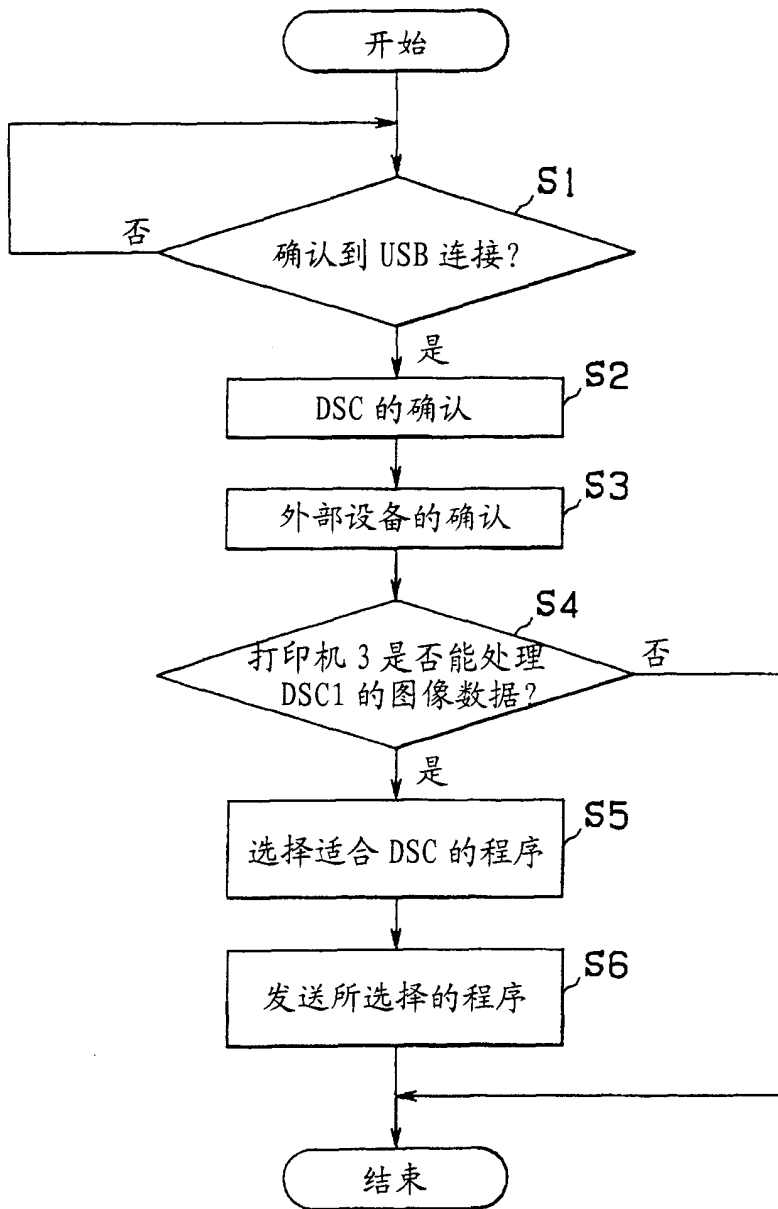 开始
S1
否
确认到 USB 连接?
是
S2
DSC 的确认
S3
外部设备的确认
S4
打印机 3 是否能处理
DSC1 的图像数据?
否
是
S5
选择适合 DSC 的程序
S6
发送所选择的程序
结束